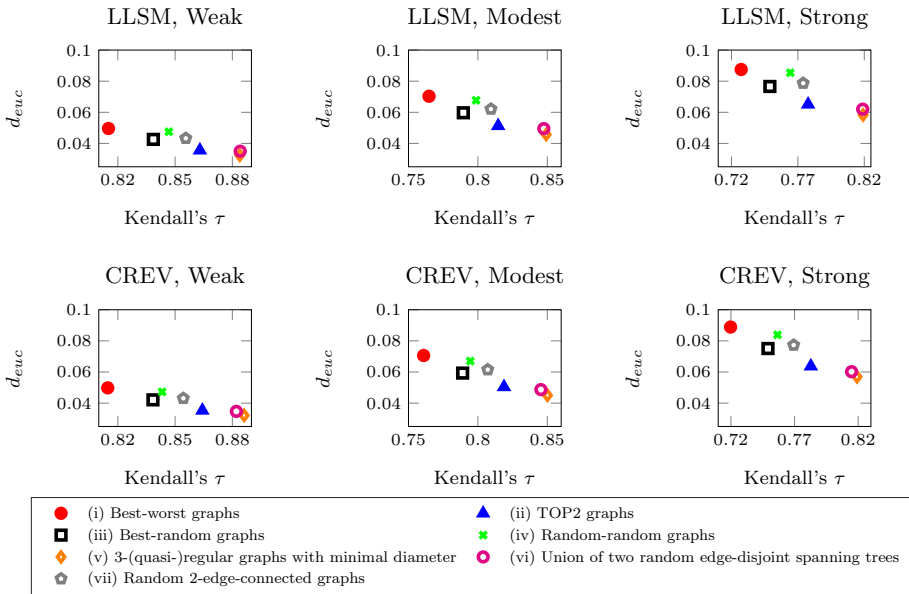 LLSM, Weak
LLSM, Modest
LLSM, Strong
0.1
0.08
0.06
0.04
d_euc
0.82 0.85 0.88
Kendall's τ
0.1
0.08
0.06
0.04
d_euc
0.75 0.8 0.85
Kendall's τ
0.1
0.08
0.06
0.04
d_euc
0.72 0.77 0.82
Kendall's τ
CREV, Weak
CREV, Modest
CREV, Strong
0.1
0.08
0.06
0.04
d_euc
0.82 0.85 0.88
Kendall's τ
0.1
0.08
0.06
0.04
d_euc
0.75 0.8 0.85
Kendall's τ
0.1
0.08
0.06
0.04
d_euc
0.72 0.77 0.82
Kendall's τ
(i) Best-worst graphs
(ii) TOP2 graphs
(iii) Best-random graphs
(iv) Random-random graphs
(v) 3-(quasi-)regular graphs with minimal diameter
(vi) Union of two random edge-disjoint spanning trees
(vii) Random 2-edge-connected graphs